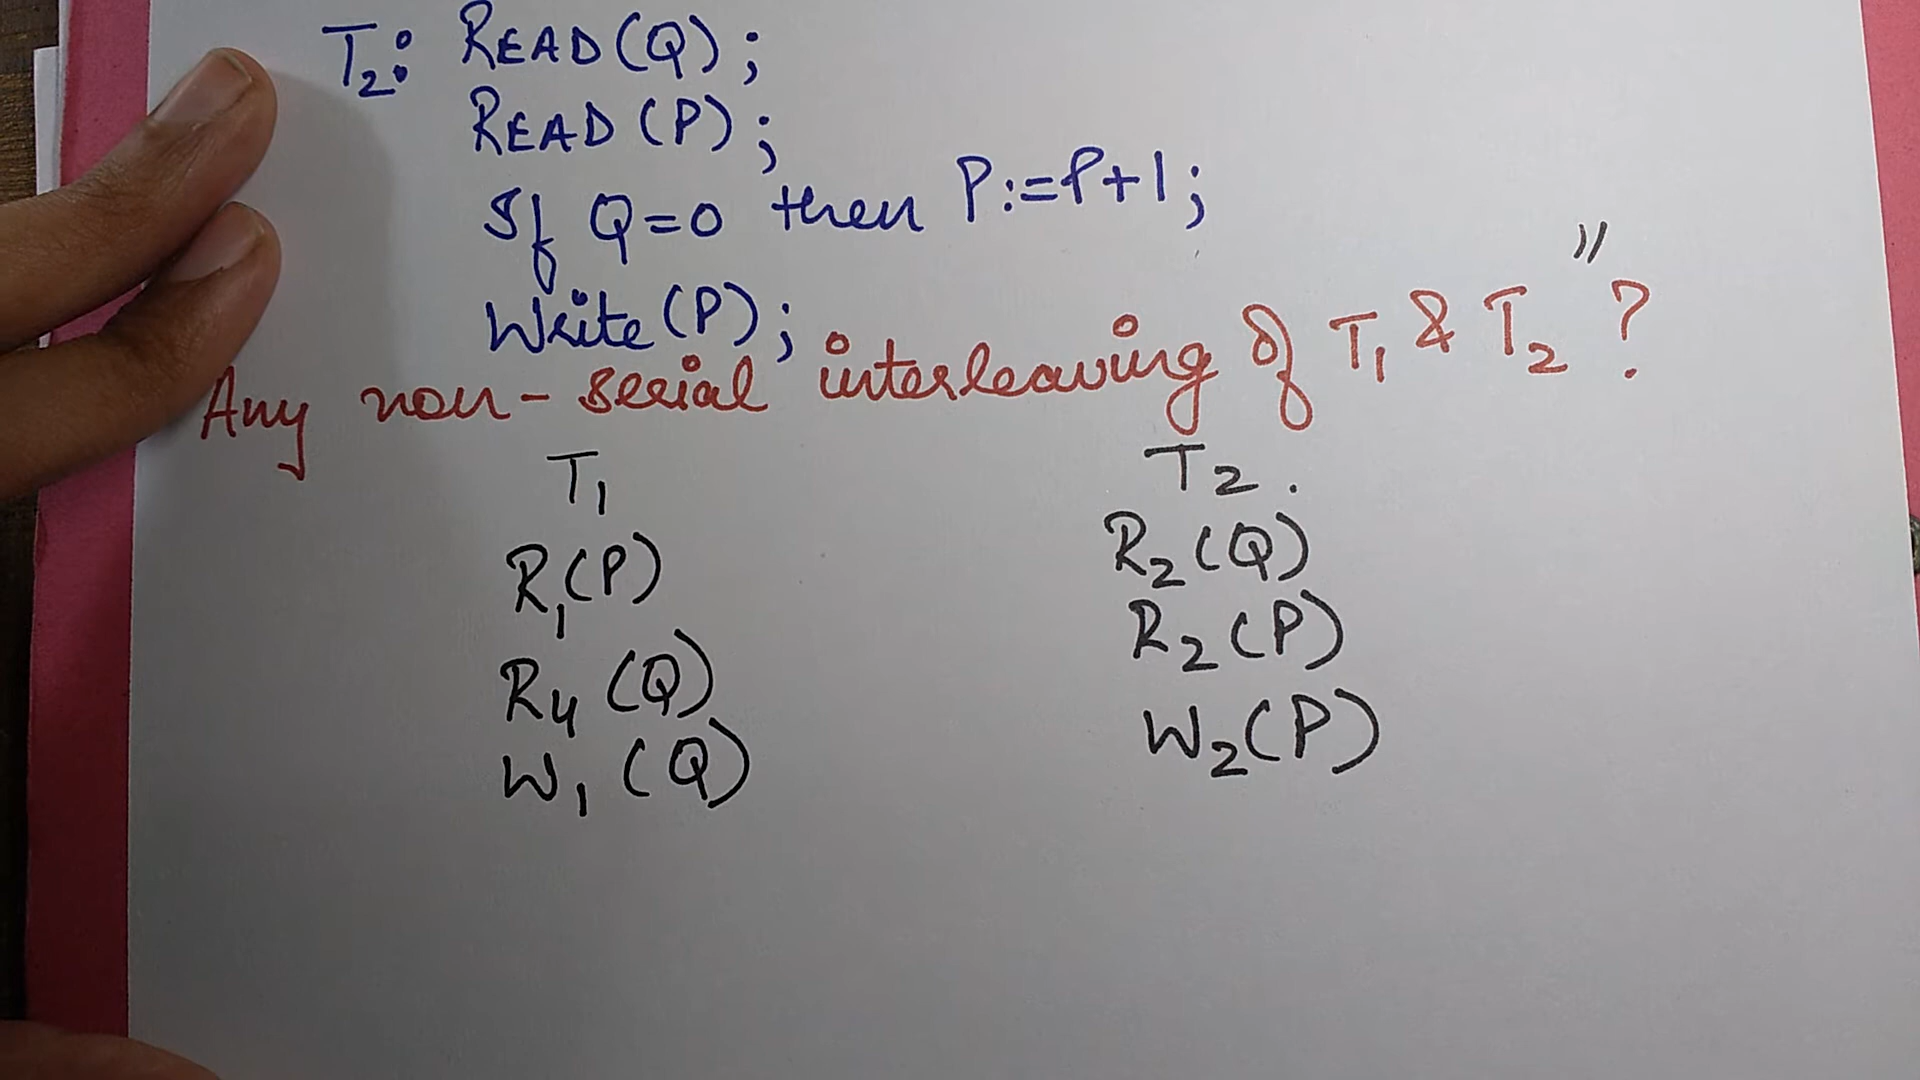 T2: READ(Q);
READ(P);
If Q=0 then P:=P+1;
Write(P);
Any non-serial interleaving of T1 & T2 ?
"
T1
T2.
R1(P)
R2(Q)
R4(Q)
R2(P)
W1(Q)
W2(P)